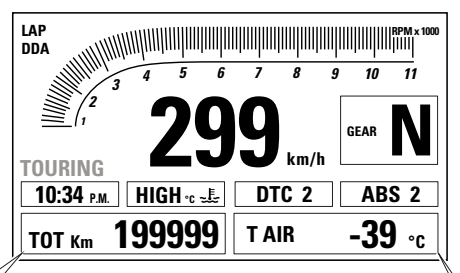 LAP
DDA
RPM x 1000
1 2 3 4 5 6 7 8 9 10 11
299 km/h
GEAR N
TOURING
10:34 P.M. HIGH °C DTC 2 ABS 2
TOT Km 199999 T AIR -39 °C